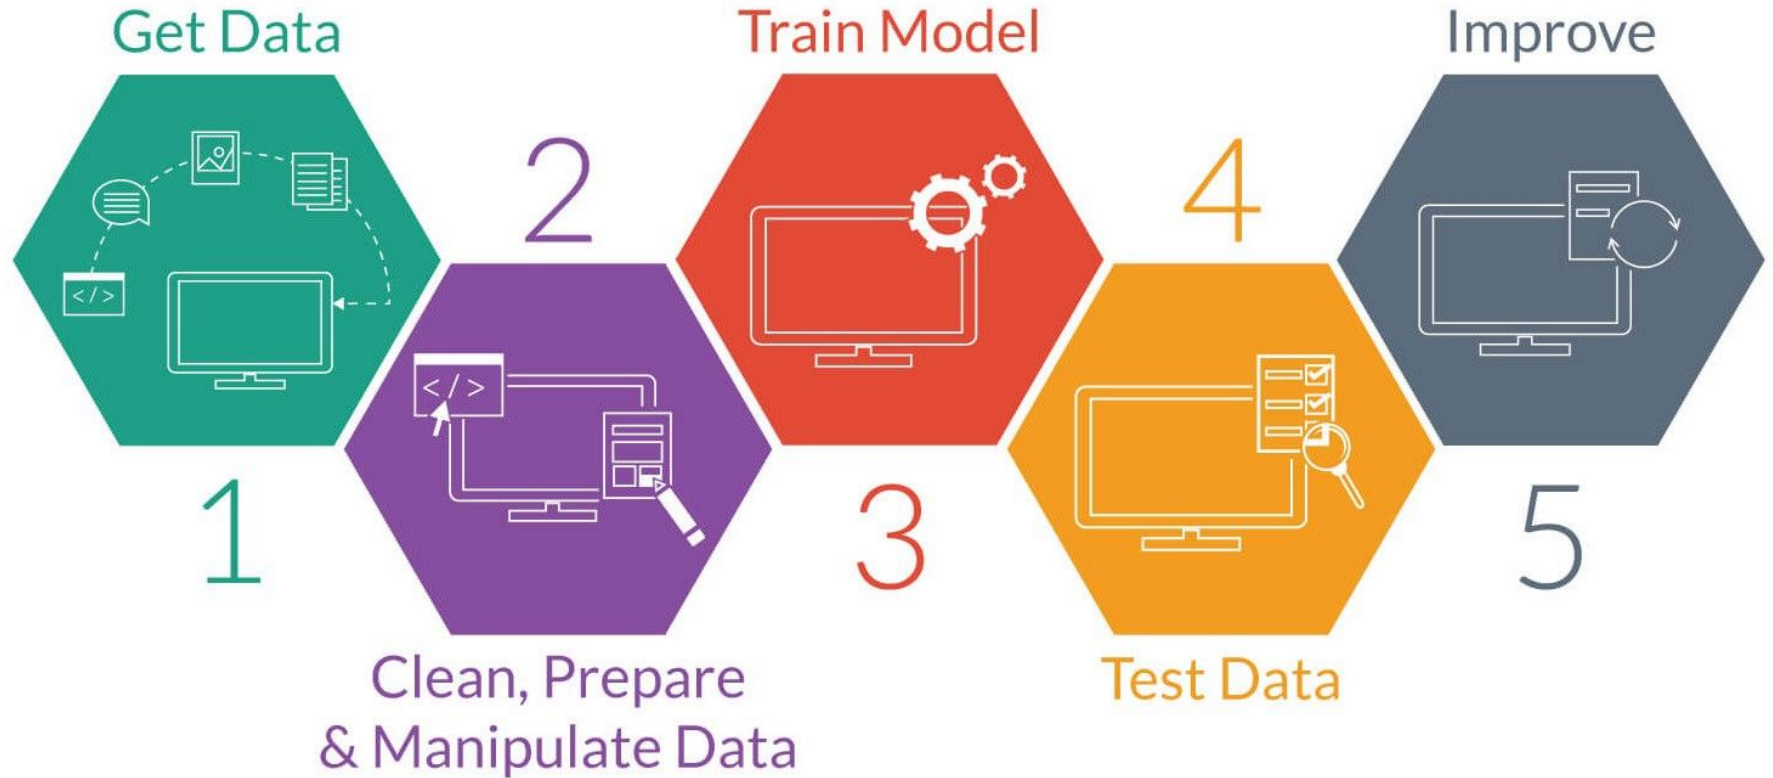 Get Data
1
2
Clean, Prepare
& Manipulate Data
Train Model
3
4
Test Data
Improve
5
</>
</>